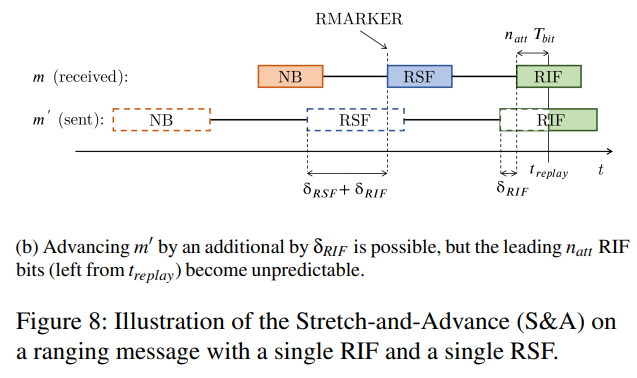 RMARKER
n_att T_bit
m (received):
NB
RSF
RIF
m′ (sent):
NB
RSF
RIF
δ_RSF + δ_RIF
δ_RIF
t_replay
t
(b) Advancing m′ by an additional by δ_RIF is possible, but the leading n_att RIF
bits (left from t_replay) become unpredictable.
Figure 8: Illustration of the Stretch-and-Advance (S&A) on
a ranging message with a single RIF and a single RSF.